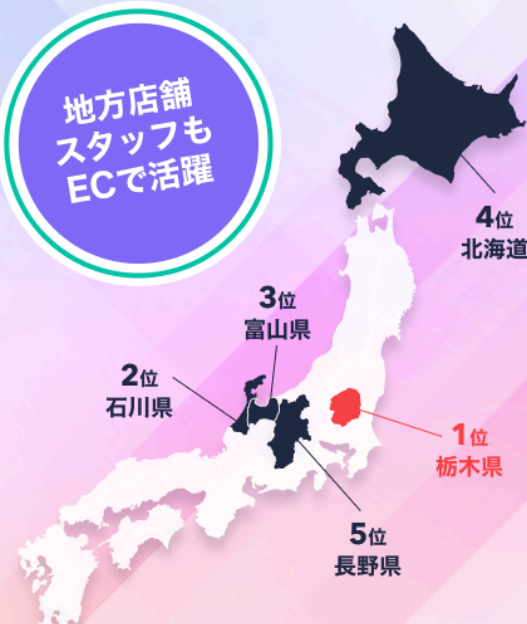 地方店舗
スタッフも
ECで活躍
4位
北海道
3位
富山県
2位
石川県
1位
栃木県
5位
長野県